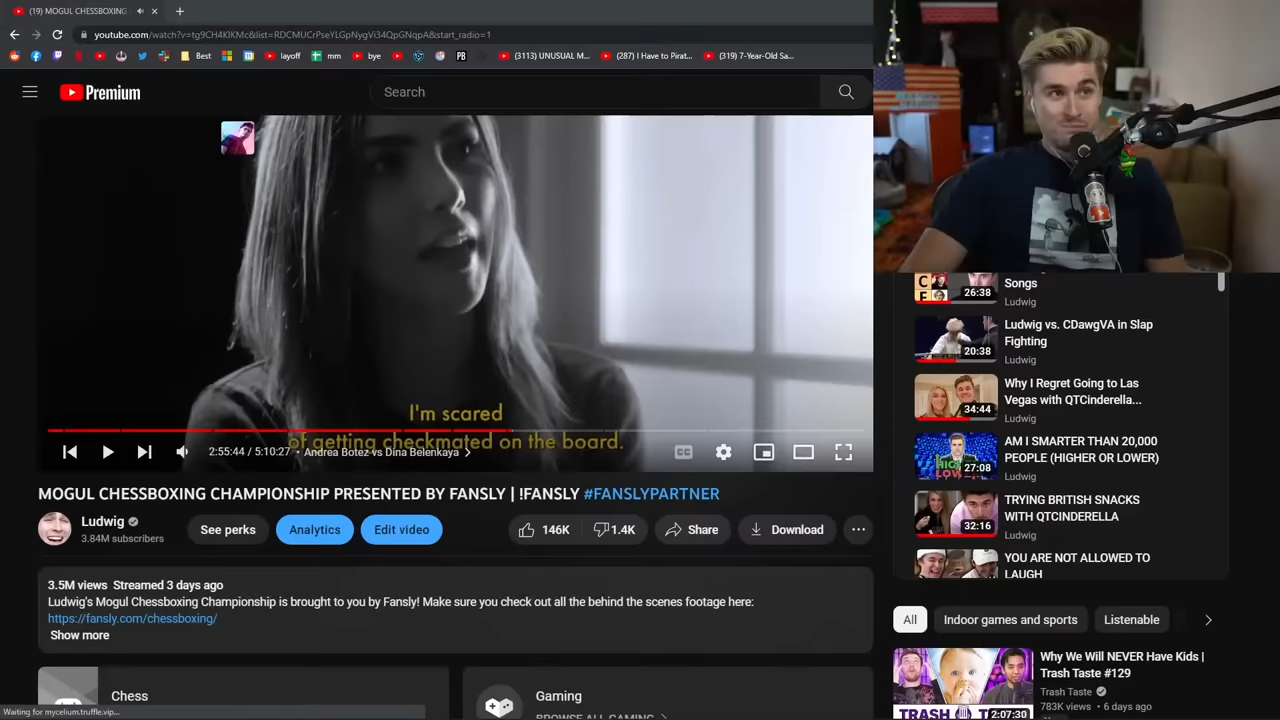 (19) MOGUL CHESSBOXING
youtube.com/watch?v=tg9CH4KIKMc&list=RDCMUCrPseYLGpNygVi34QpGNqpA&start_radio=1
Best
layoff
mm
bye
PB
(3113) UNUSUAL M...
(287) I Have to Pirat...
(319) 7-Year-Old Sa...
Premium
Search
I'm scared
of getting checkmated on the board.
2:55:44 / 5:10:27 • Andrea Botez vs Dina Belenkaya
CC
MOGUL CHESSBOXING CHAMPIONSHIP PRESENTED BY FANSLY | !FANSLY #FANSLYPARTNER
Ludwig
3.84M subscribers
See perks
Analytics
Edit video
146K
1.4K
Share
Download
3.5M views Streamed 3 days ago
Ludwig's Mogul Chessboxing Championship is brought to you by Fansly! Make sure you check out all the behind the scenes footage here:
https://fansly.com/chessboxing/
Show more
Chess
Gaming
BROWSE ALL GAMING
Waiting for mycelium.truffle.vip...
Songs
Ludwig
26:38
Ludwig vs. CDawgVA in Slap
Fighting
Ludwig
20:38
Why I Regret Going to Las
Vegas with QTCinderella...
Ludwig
34:44
AM I SMARTER THAN 20,000
PEOPLE (HIGHER OR LOWER)
Ludwig
27:08
TRYING BRITISH SNACKS
WITH QTCINDERELLA
Ludwig
32:16
YOU ARE NOT ALLOWED TO
LAUGH
All
Indoor games and sports
Listenable
Why We Will NEVER Have Kids |
Trash Taste #129
Trash Taste
783K views • 6 days ago
TRASH T
2:07:30